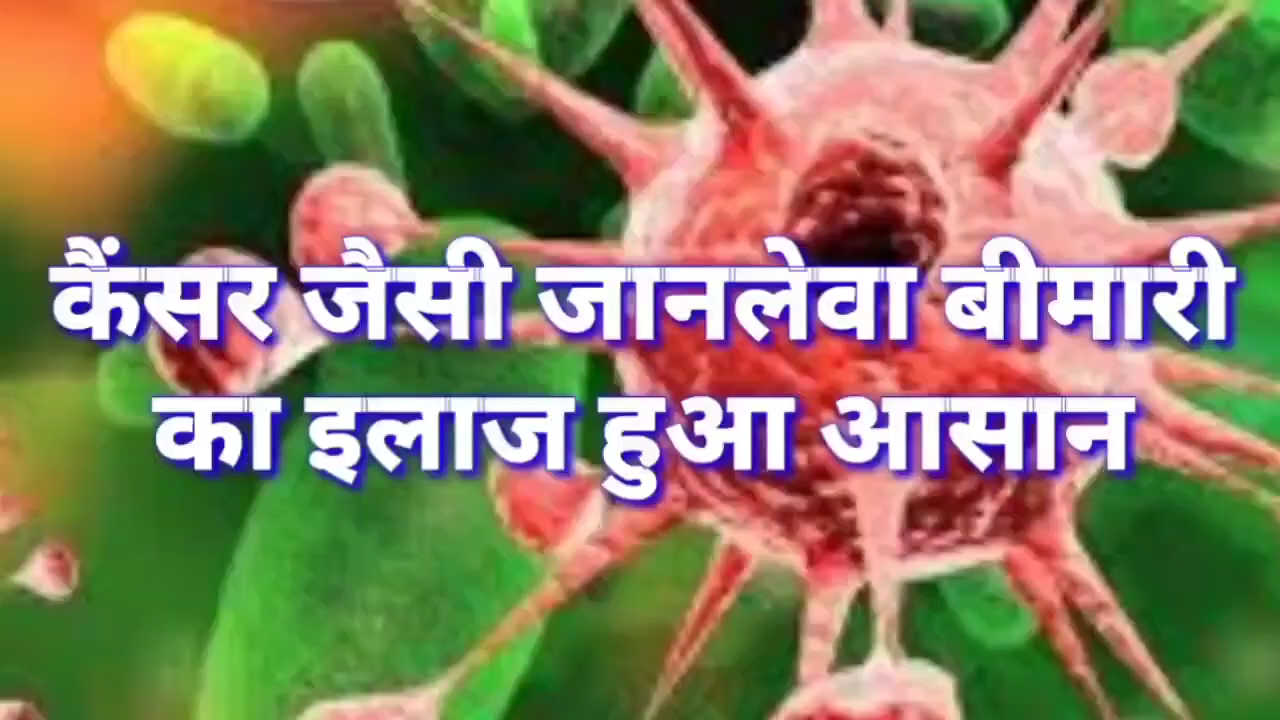 कैंसर जैसी जानलेवा बीमारी
का इलाज हुआ आसान